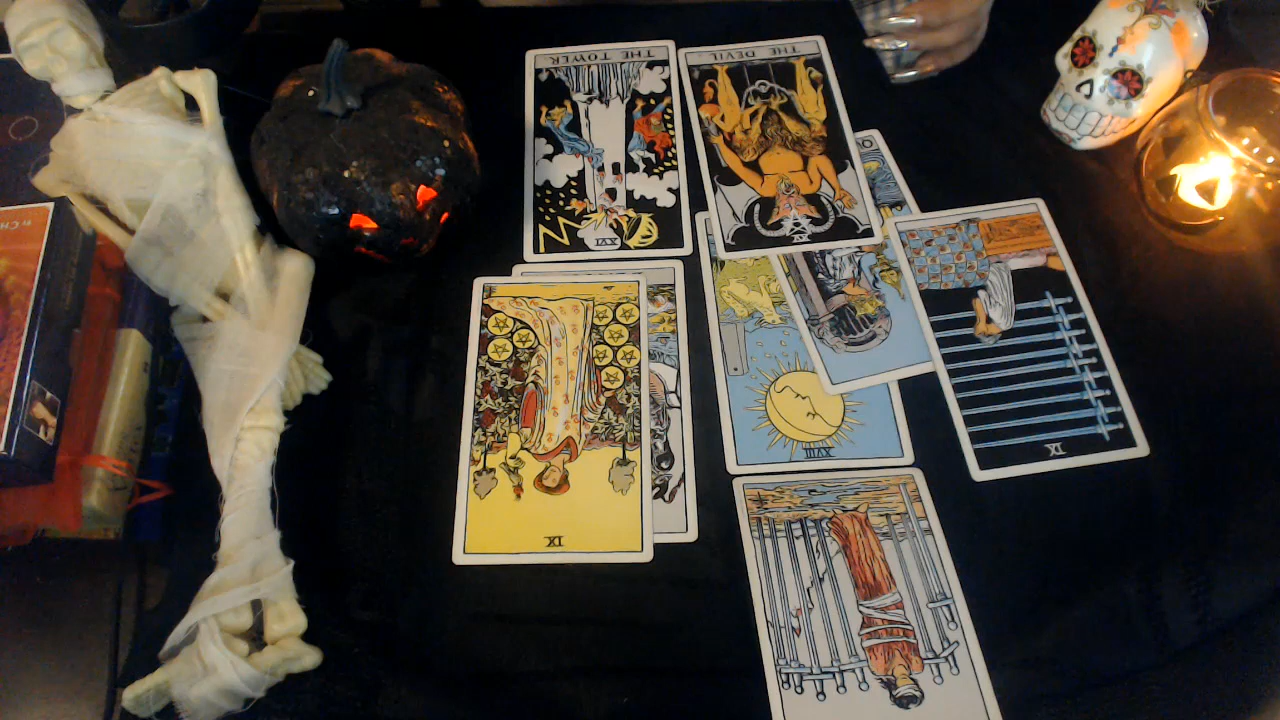 THE TOWER
THE DEVIL
XVI
XV
IX
XVIII
IX